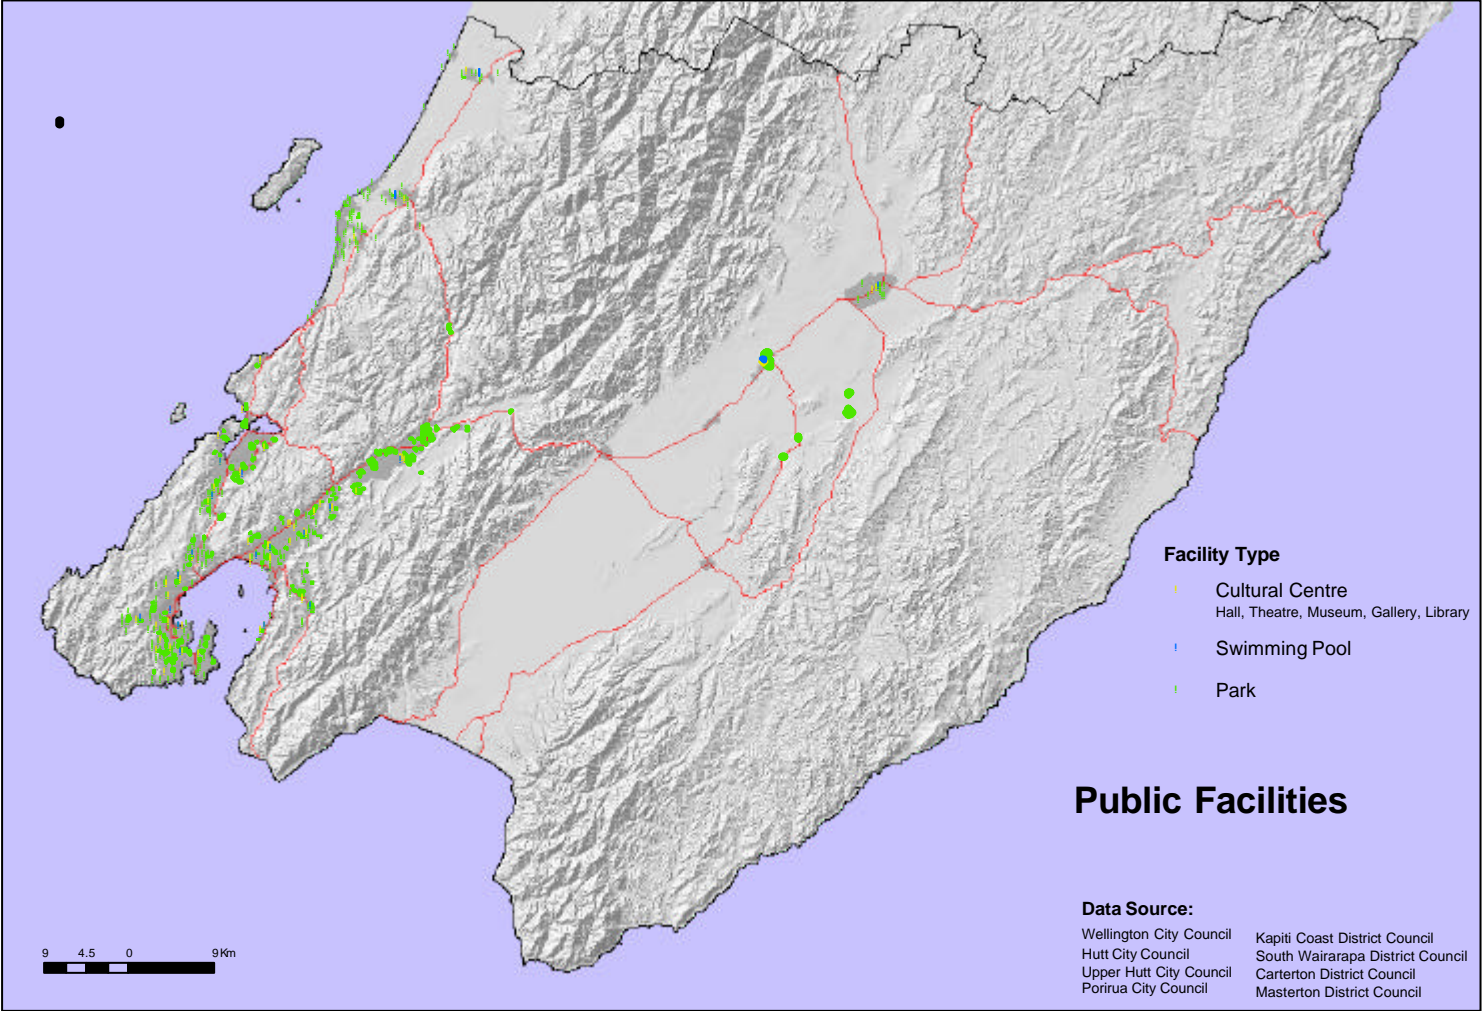 Facility Type
Cultural Centre
Hall, Theatre, Museum, Gallery, Library
Swimming Pool
Park
Public Facilities
Data Source:
Wellington City Council
Hutt City Council
Upper Hutt City Council
Porirua City Council
Kapiti Coast District Council
South Wairarapa District Council
Carterton District Council
Masterton District Council
9 4.5 0 9 Km